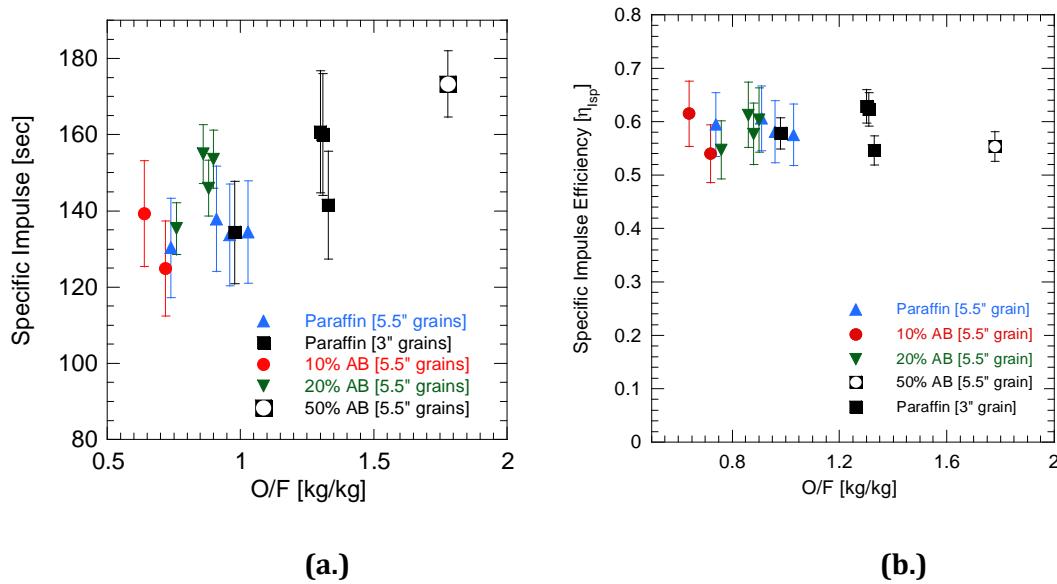 Specific Impulse [sec]
180
160
140
120
100
80
0.5
1
1.5
2
O/F [kg/kg]
Paraffin [5.5" grains]
Paraffin [3" grains]
10% AB [5.5" grains]
20% AB [5.5" grains]
50% AB [5.5" grains]
(a.)
Specific Impulse Efficiency [η_Isp]
0.8
0.7
0.6
0.5
0.4
0.3
0.2
0.1
0
0.8
1.2
1.6
2
O/F [kg/kg]
Paraffin [5.5" grain]
10% AB [5.5" grain]
20% AB [5.5" grain]
50% AB [5.5" grain]
Paraffin [3" grain]
(b.)